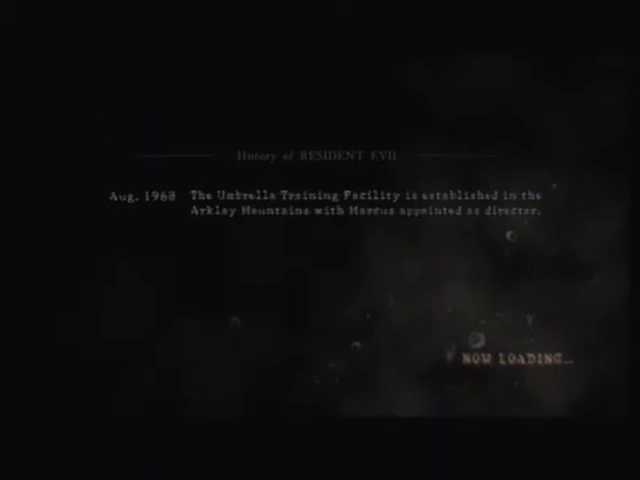 History of RESIDENT EVIL
Aug. 1968 The Umbrella Training Facility is established in the
Arklay Mountains with Marcus appointed as director.
NOW LOADING...